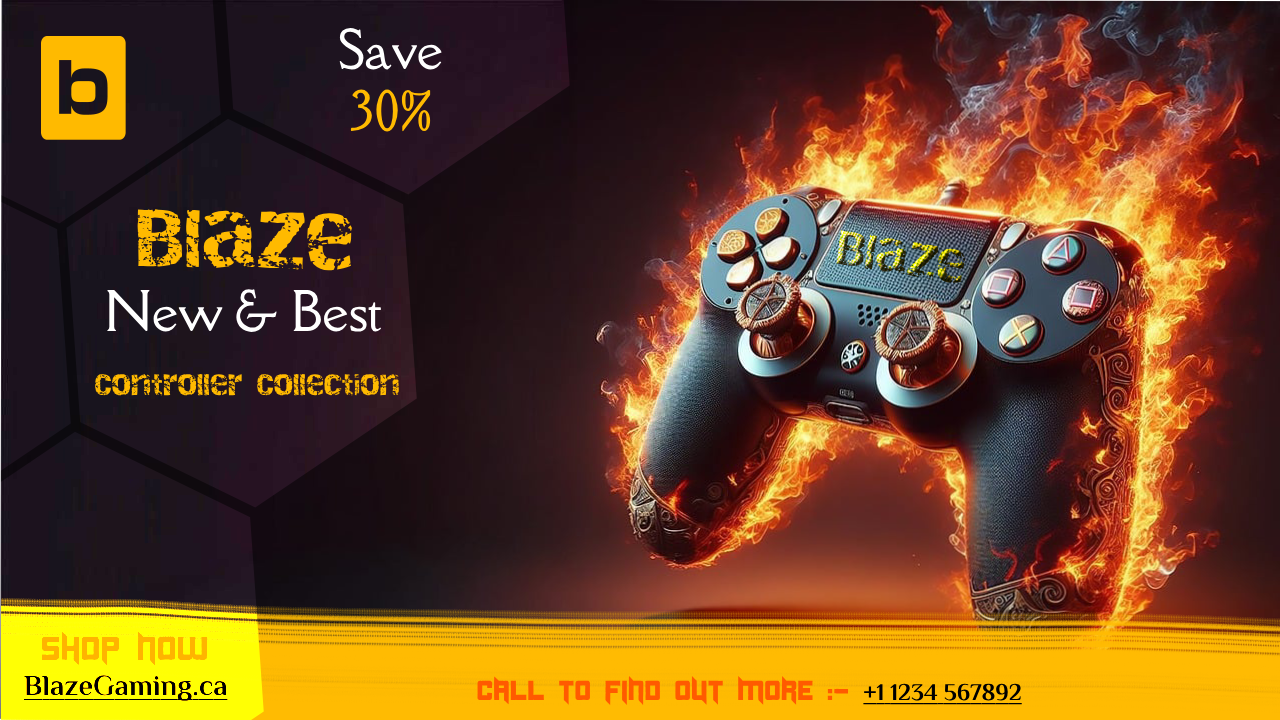 b
Save
30%
Blaze
New & Best
controller collection
Blaze
SHOP NOW
BlazeGaming.ca
CALL TO FIND OUT MORE :- +1 1234 567892